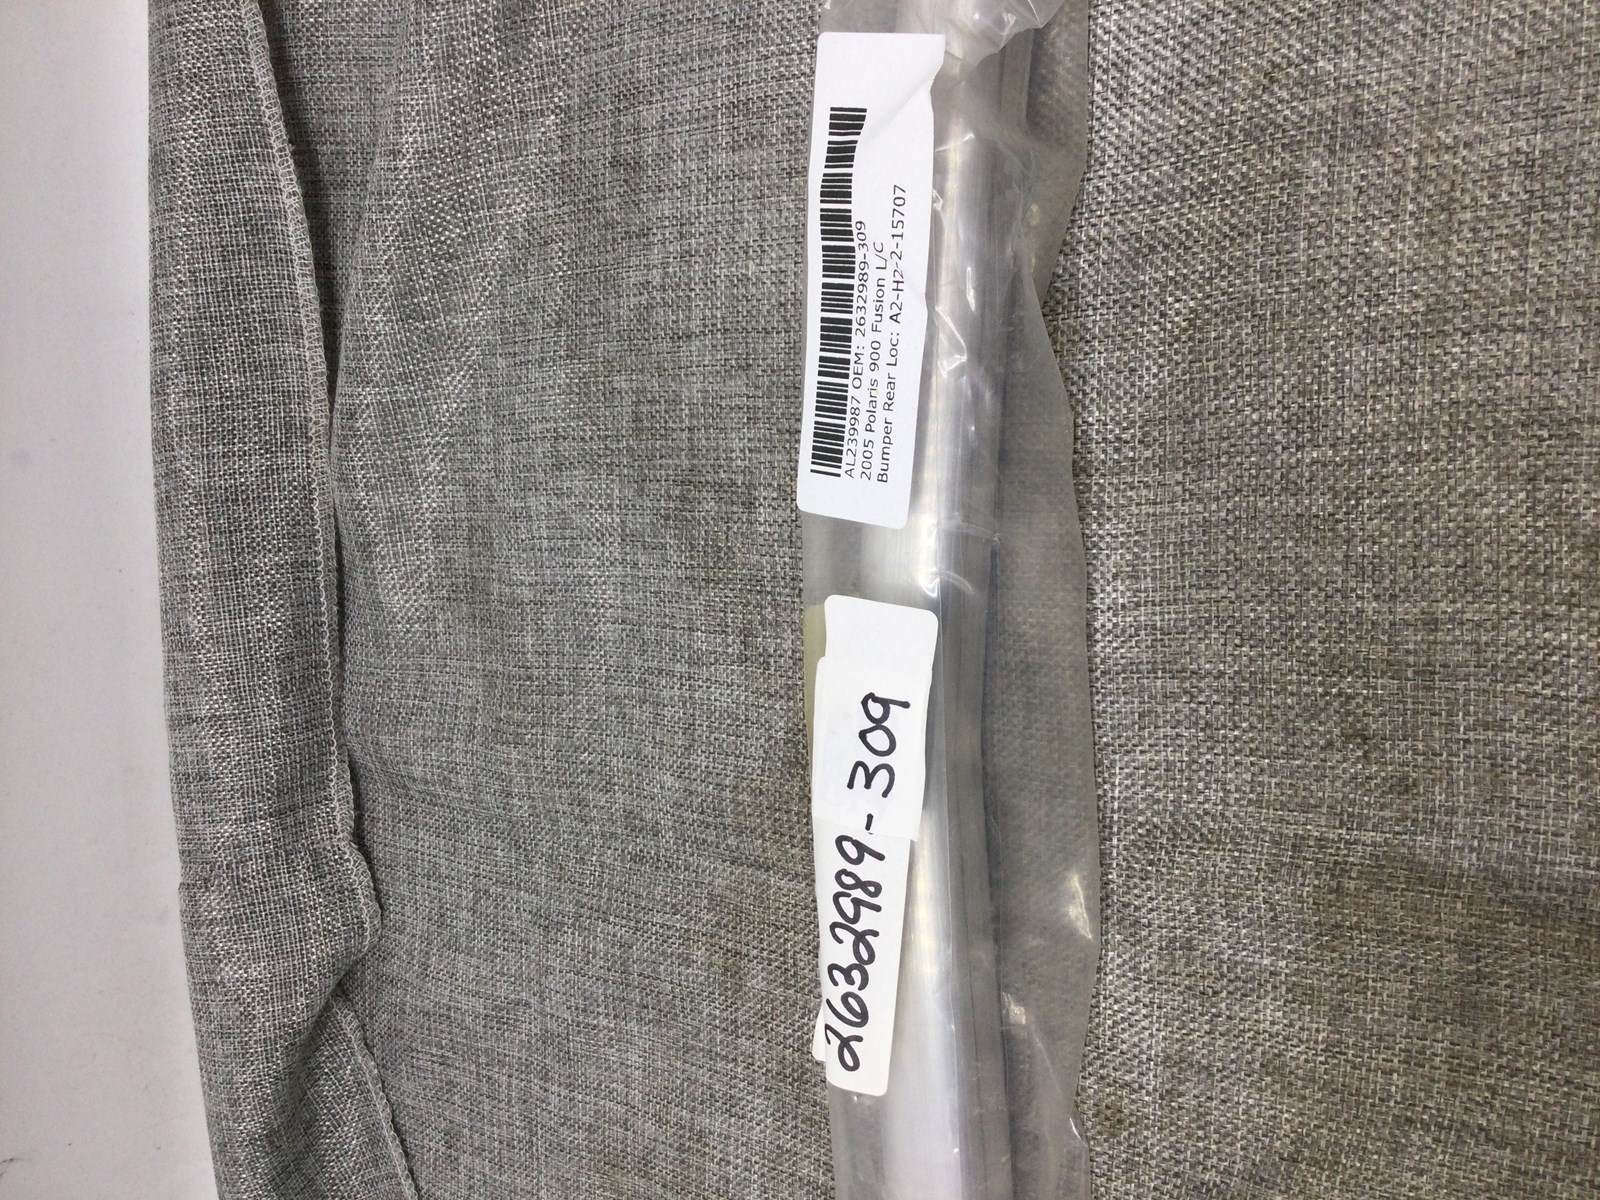 AL239987 OEM: 2632989-309
2005 Polaris 900 Fusion L/C
Bumper Rear Loc: A2-H2-2-15707
2632989-309